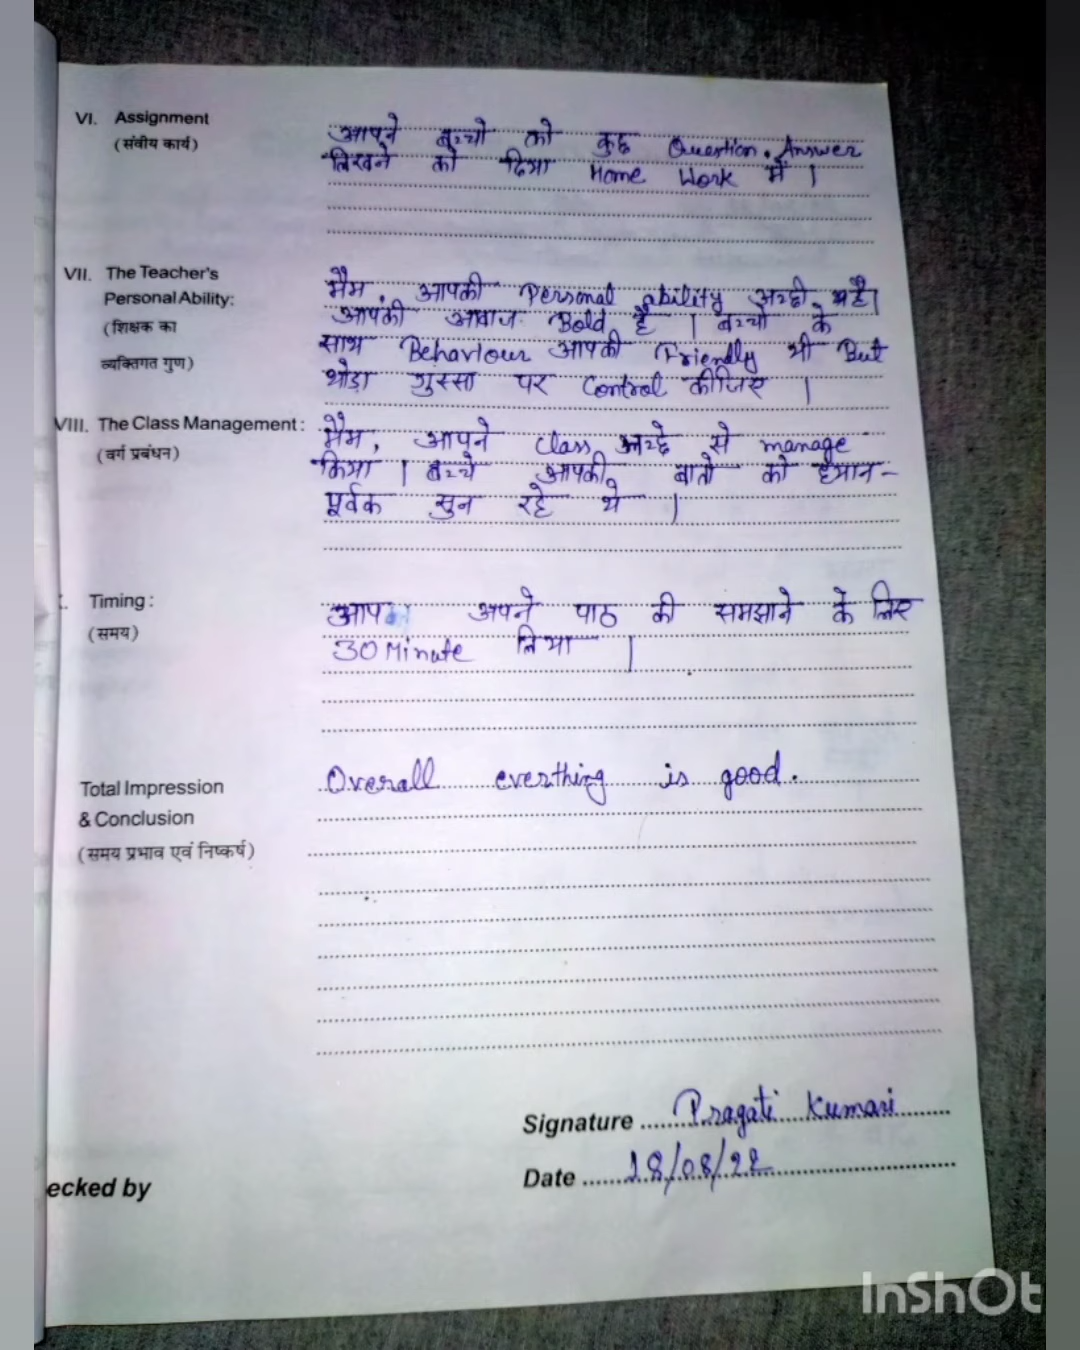 VI. Assignment
(संवीय कार्य)
आपने बच्चो को कुछ Question. Answer
लिखने को दिया Home Work में |
VII. The Teacher's
Personal Ability:
(शिक्षक का
व्यक्तिगत गुण)
मैम, आपकी Personal ability अच्छी है|
आपकी आवाज Bold है | बच्चो के
साथ Behaviour आपकी Friendly थी But
थोड़ा गुस्सा पर Control कीजिए |
VIII. The Class Management:
(वर्ग प्रबंधन)
मैम, आपने class अच्छे से manage
किया | बच्चे आपकी बातो को ध्यान-
पूर्वक सुन रहे थे |
Timing:
(समय)
आप अपने पाठ की समझाने के लिए
30 Minute लिया |
Total Impression
& Conclusion
(समय प्रभाव एवं निष्कर्ष)
Overall everthing is good.
Signature Pragati Kumari
Date 18/08/22
ecked by
InShOt